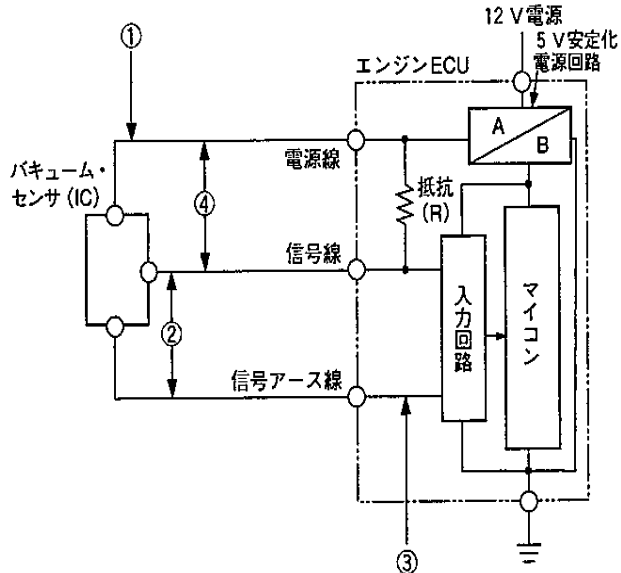 12 V電源
①
5 V安定化
電源回路
エンジンECU
A
B
電源線
バキューム・
センサ(IC)
④
抵抗
(R)
信号線
②
入力回路
マイコン
信号アース線
③